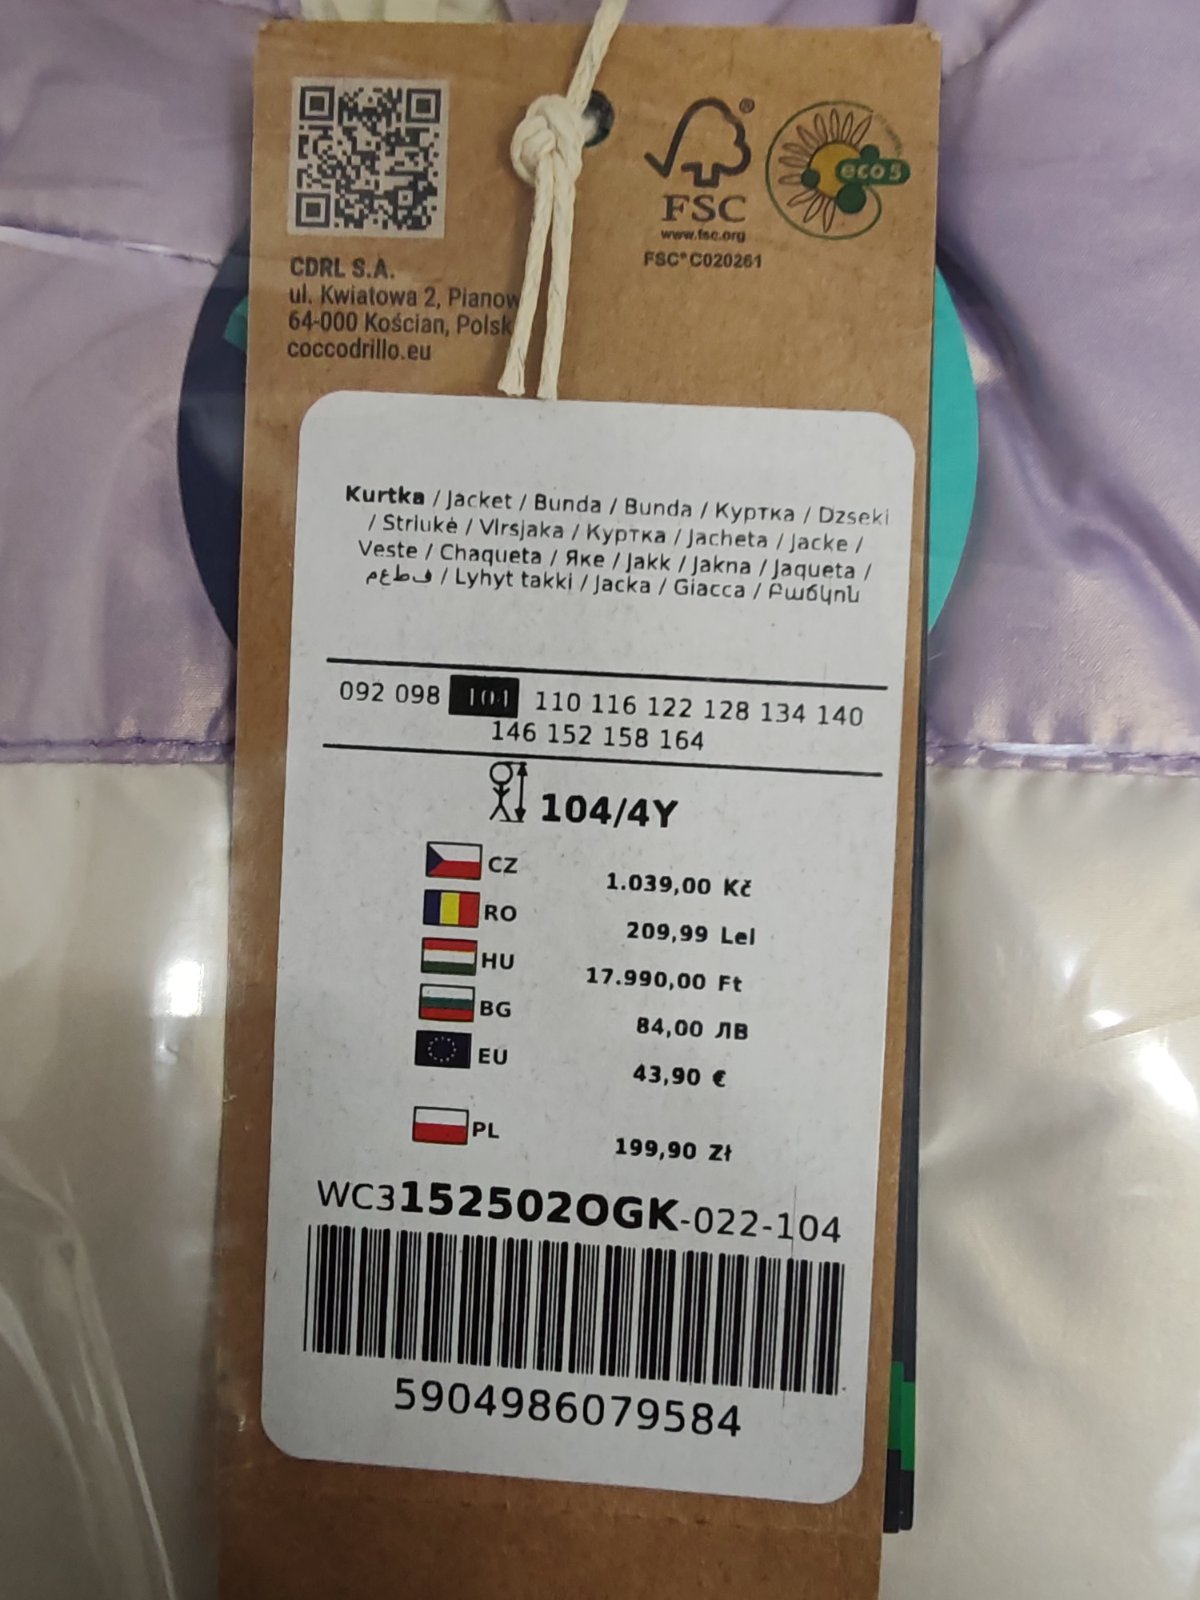 CDRL S.A.
ul. Kwiatowa 2, Pianow
64-000 Kościan, Polsk
coccodrillo.eu
FSC
www.fsc.org
FSC® C020261
eco5
Kurtka / Jacket / Bunda / Bunda / Куртка / Dzseki
/ Striukė / VIrsjaka / Куртка / Jacheta / Jacke /
Veste / Chaqueta / Яке / Jakk / Jakna / Jaqueta /
ﻡﻉﻁﻑ / Lyhyt takki / Jacka / Giacca / Բաճկոն
092 098 104 110 116 122 128 134 140
146 152 158 164
104/4Y
CZ 1.039,00 Kč
RO 209,99 Lei
HU 17.990,00 Ft
BG 84,00 ЛВ
EU 43,90 €
PL 199,90 Zł
WC3152502OGK-022-104
5904986079584